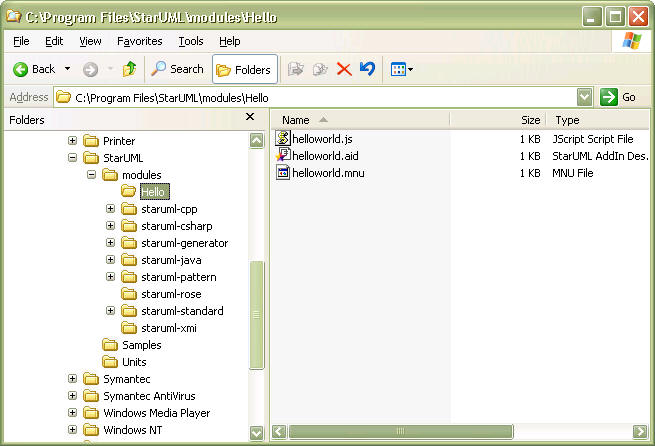 C:\Program Files\StarUML\modules\Hello
File Edit View Favorites Tools Help
Back Search Folders
Address C:\Program Files\StarUML\modules\Hello Go
Folders Name Size Type
Printer helloworld.js 1 KB JScript Script File
StarUML helloworld.aid 1 KB StarUML AddIn Des...
modules helloworld.mnu 1 KB MNU File
Hello
staruml-cpp
staruml-csharp
staruml-generator
staruml-java
staruml-pattern
staruml-rose
staruml-standard
staruml-xmi
Samples
Units
Symantec
Symantec AntiVirus
Windows Media Player
Windows NT